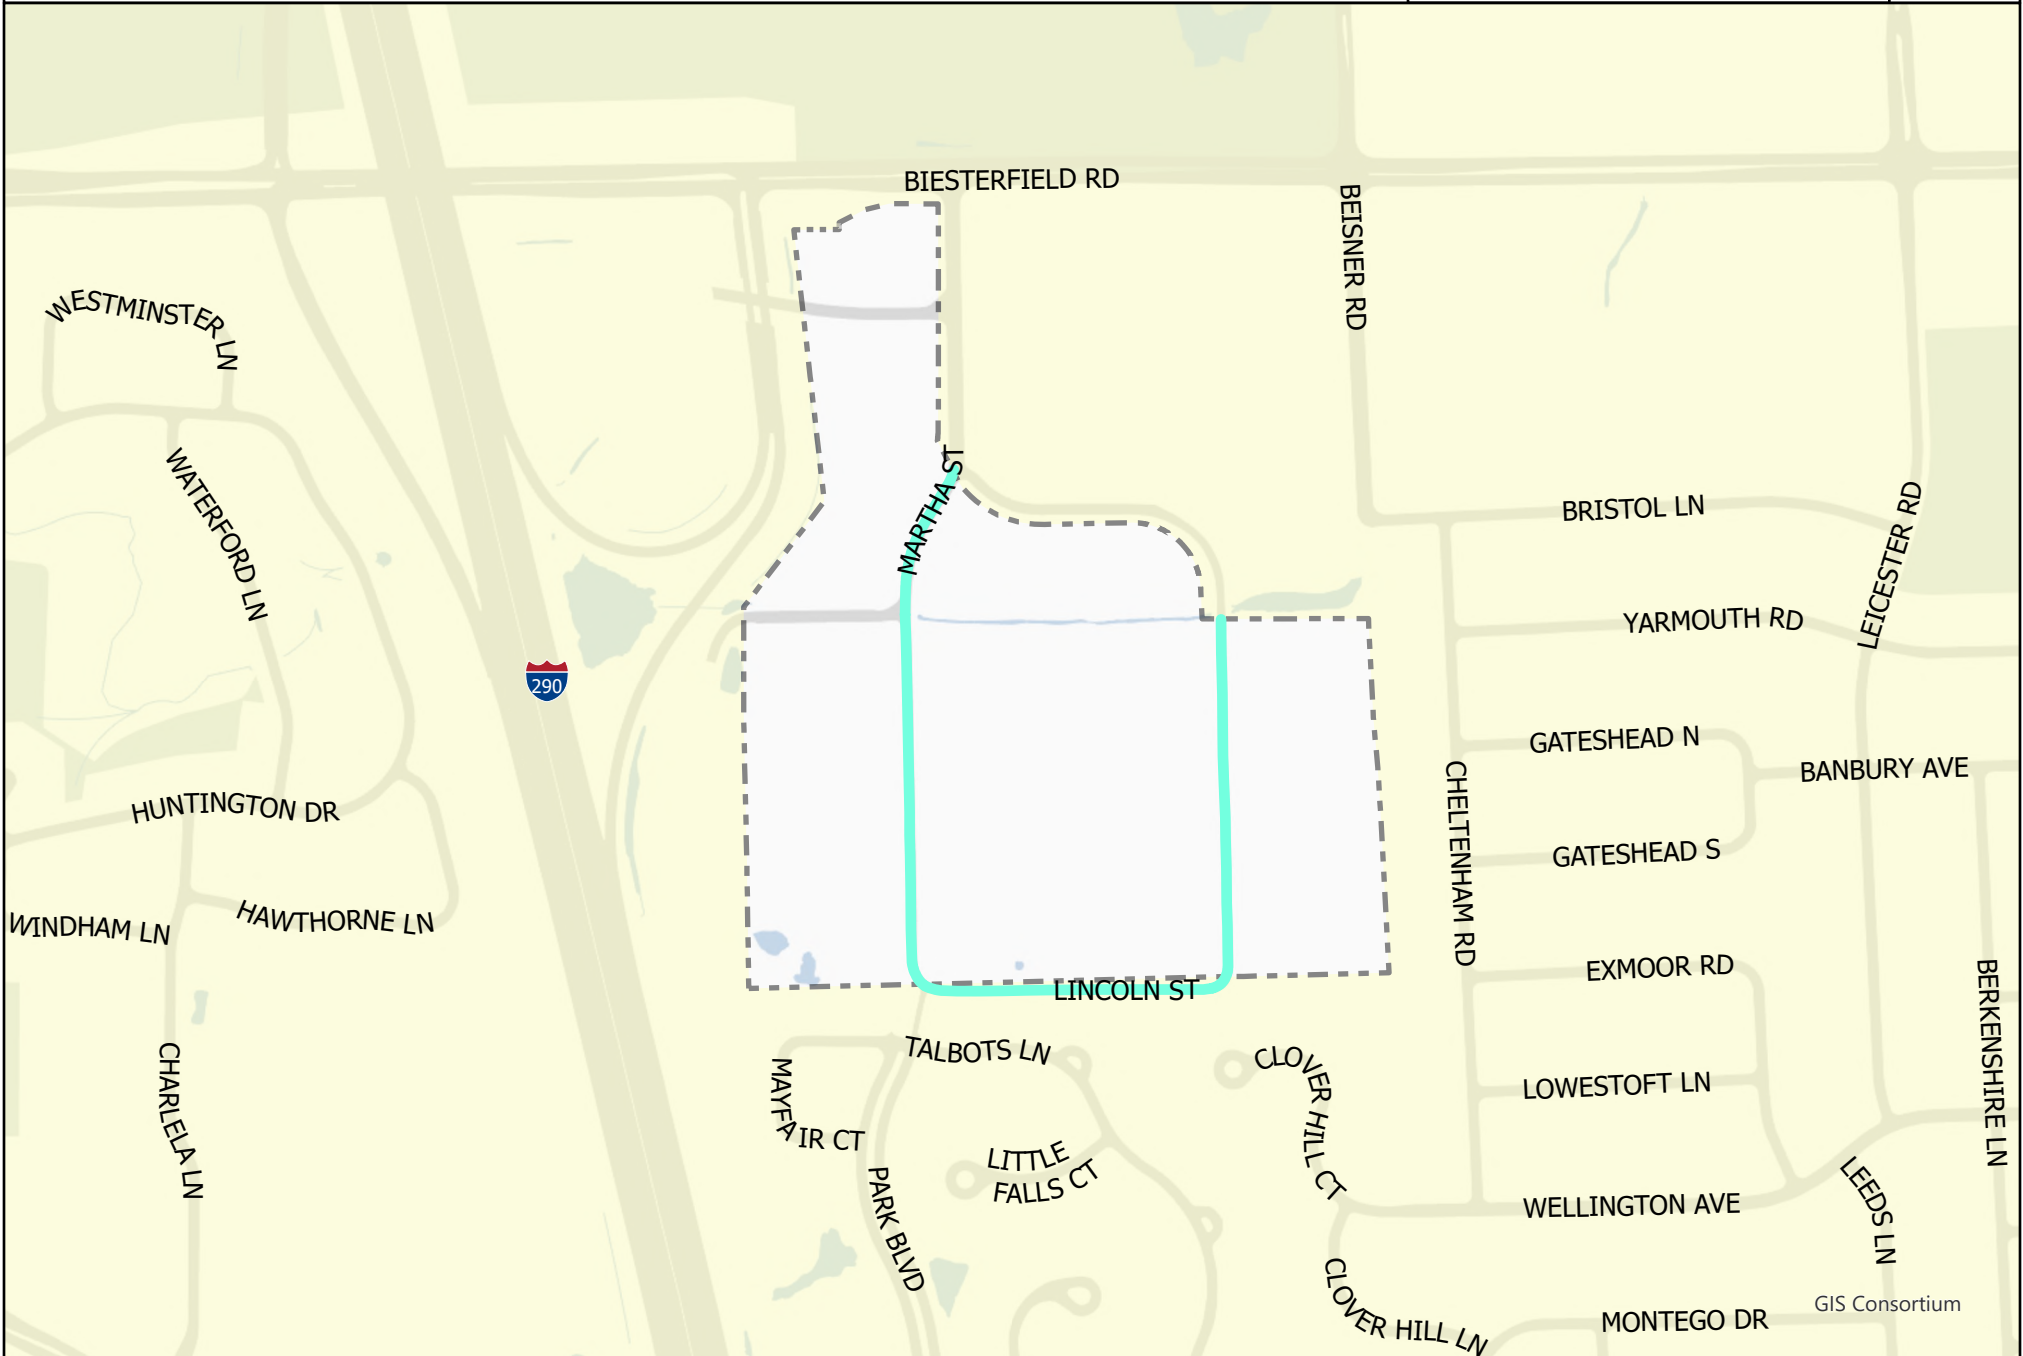 BIESTERFIELD RD
BEISNER RD
WESTMINSTER LN
WATERFORD LN
MARTHA ST
BRISTOL LN
LEICESTER RD
YARMOUTH RD
290
GATESHEAD N
BANBURY AVE
CHELTENHAM RD
HUNTINGTON DR
GATESHEAD S
WINDHAM LN
HAWTHORNE LN
EXMOOR RD
LINCOLN ST
BERKENSHIRE LN
CHARLELA LN
TALBOTS LN
MAYFAIR CT
CLOVER HILL CT
LOWESTOFT LN
LITTLE
FALLS CT
PARK BLVD
WELLINGTON AVE
LEEDS LN
CLOVER HILL LN
MONTEGO DR
GIS Consortium